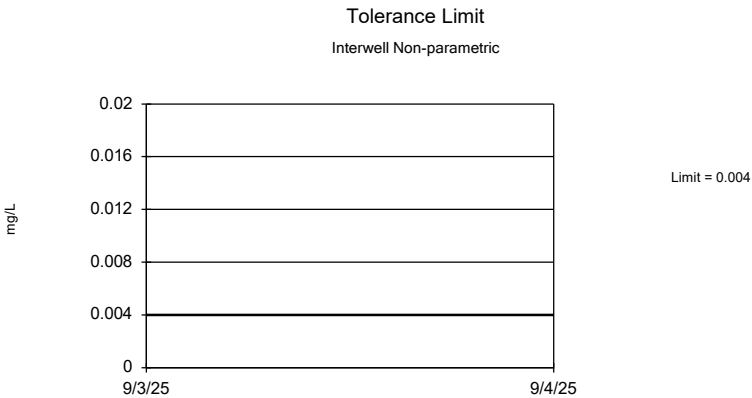 Tolerance Limit
Interwell Non-parametric
0.02
0.016
0.012
0.008
0.004
0
mg/L
9/3/25
9/4/25
Limit = 0.004